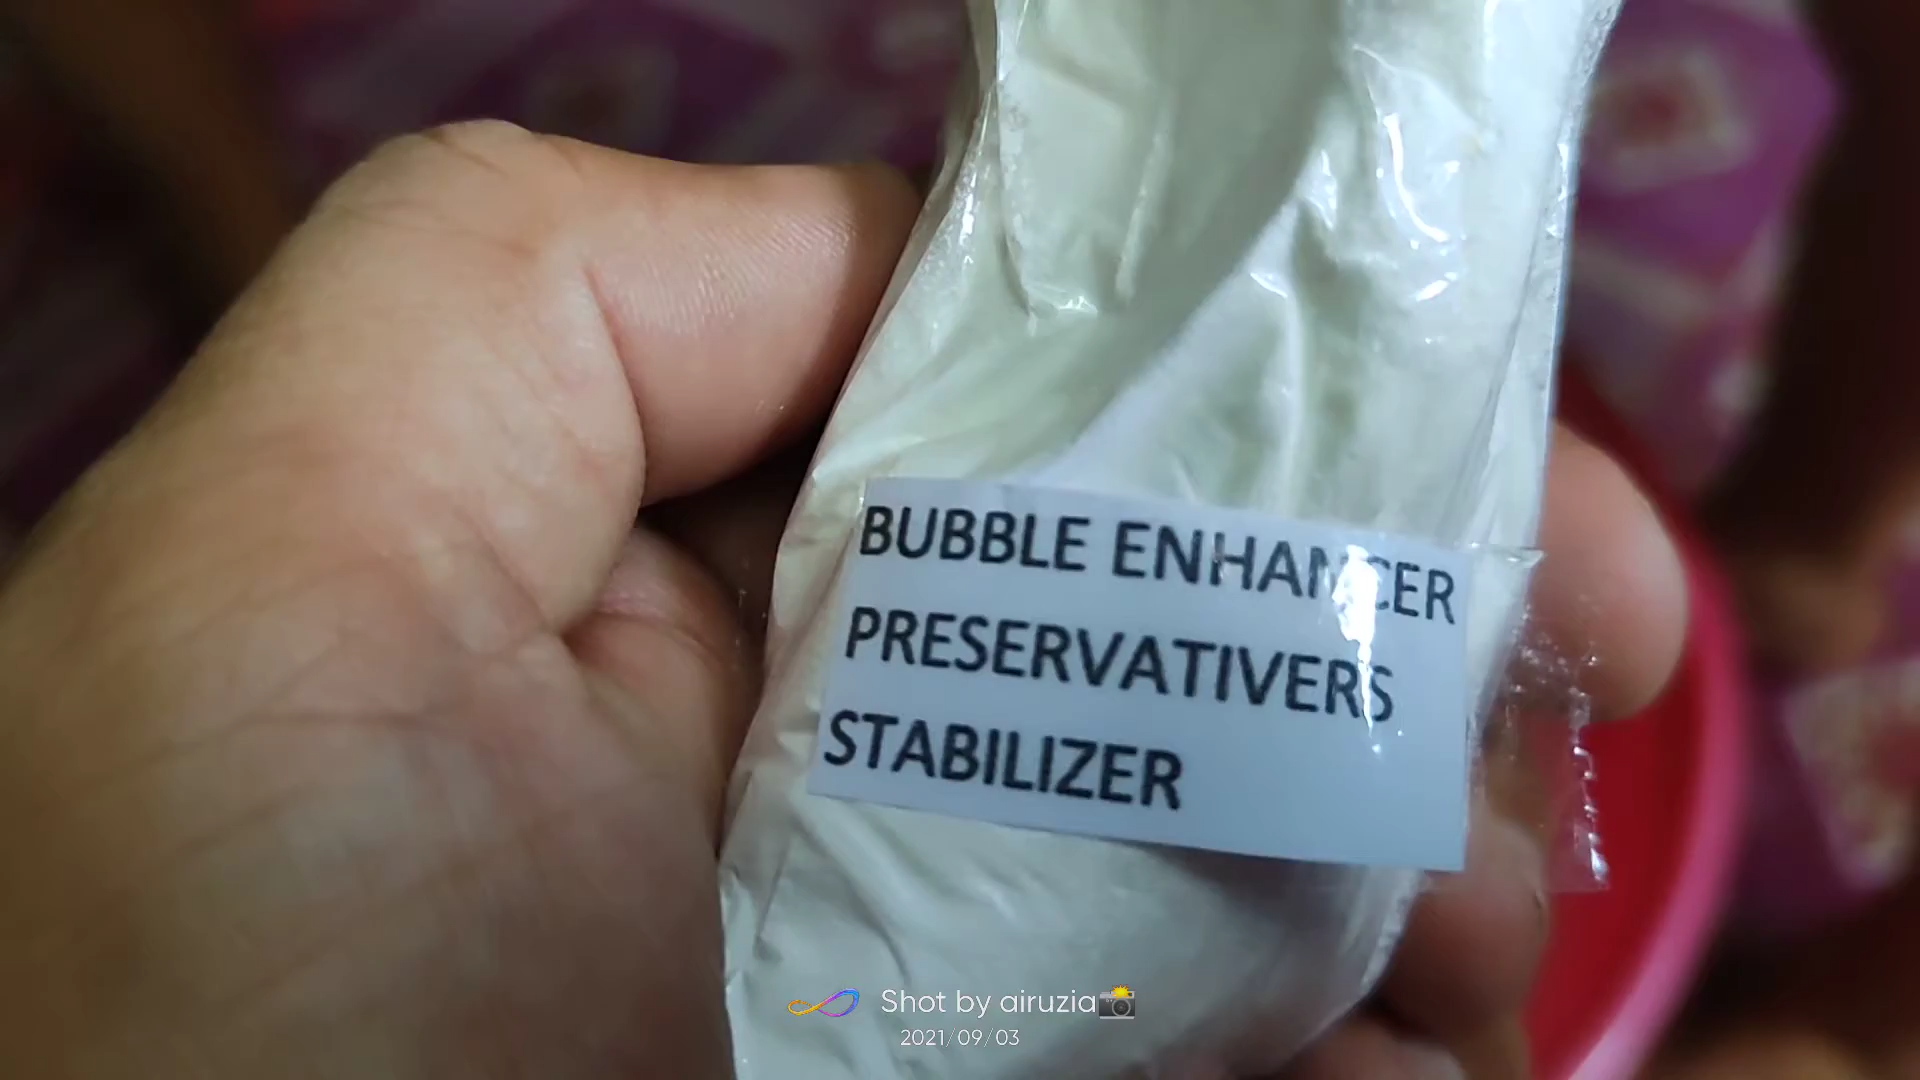 BUBBLE ENHANCER
PRESERVATIVERS
STABILIZER
Shot by airuzia
2021/09/03